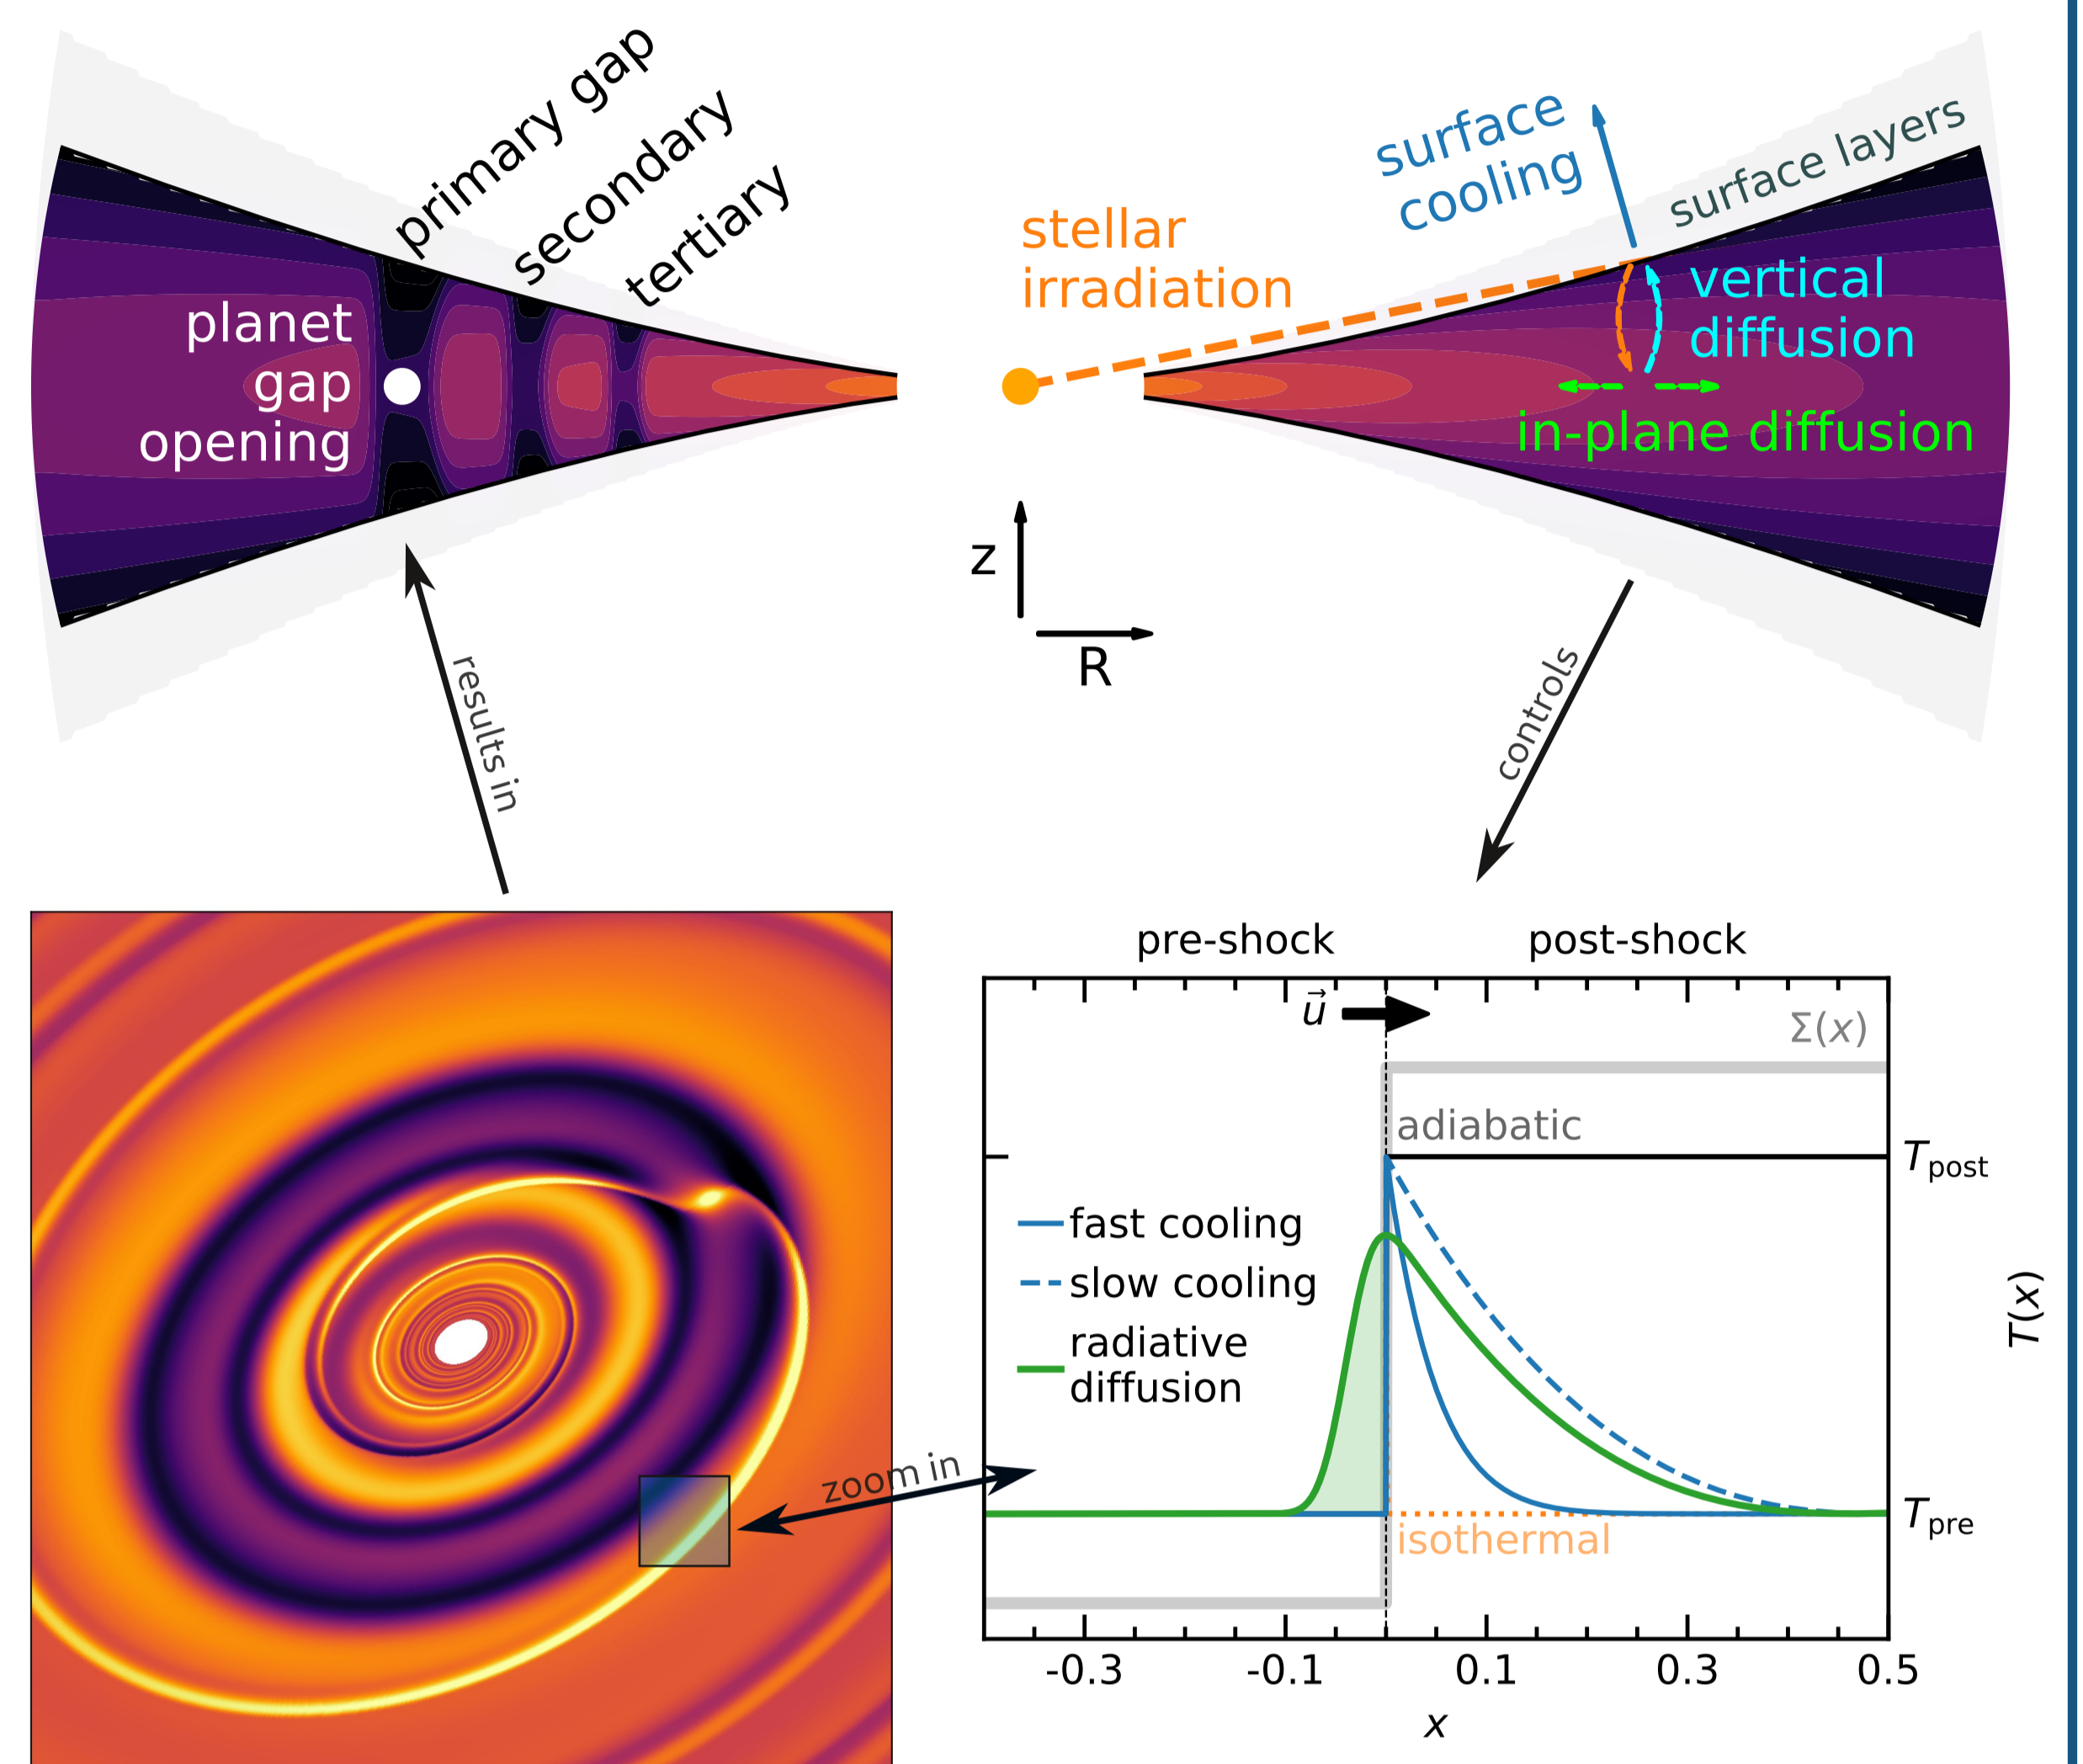 primary gap
secondary
tertiary
planet
gap
opening
stellar
irradiation
surface
cooling
surface layers
vertical
diffusion
in-plane diffusion
z
R
results in
controls
zoom in
pre-shock
post-shock
u⃗
Σ(x)
adiabatic
T_post
fast cooling
slow cooling
radiative
diffusion
T(x)
T_pre
isothermal
-0.3
-0.1
0.1
0.3
0.5
x